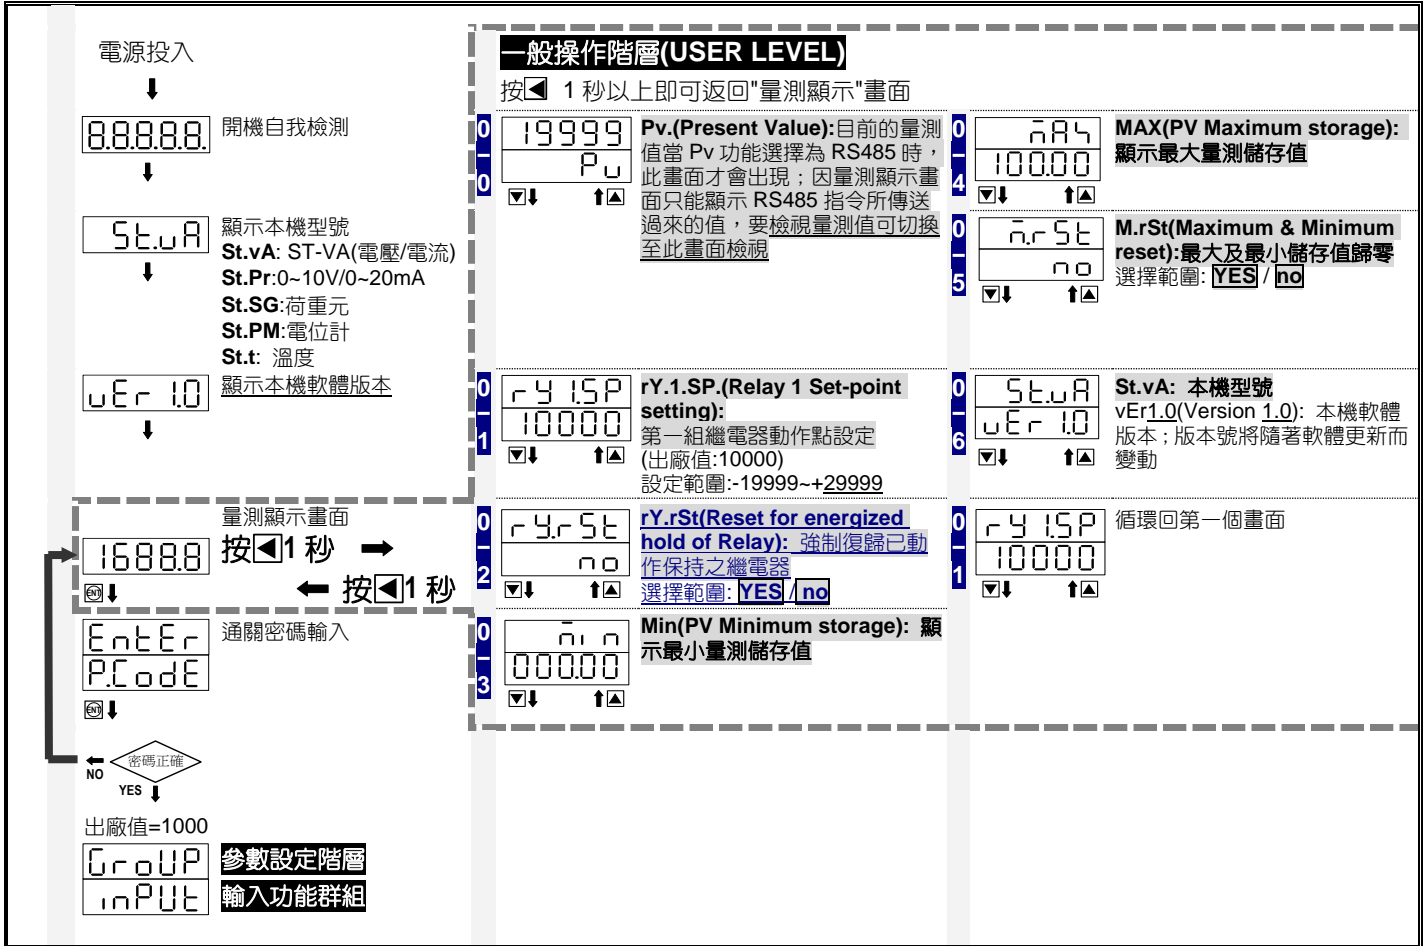 電源投入
8.8.8.8.8.
開機自我檢測
St.vA
顯示本機型號
St.vA: ST-VA(電壓/電流)
St.Pr:0~10V/0~20mA
St.SG:荷重元
St.PM:電位計
St.t: 溫度
vEr 1.0
顯示本機軟體版本
量測顯示畫面
1688.8
按◀1 秒 ➡
⬅ 按◀1 秒
ENT
EntEr
P.CodE
通關密碼輸入
ENT
密碼正確
NO
YES
出廠值=1000
GroUP
參數設定階層
inPUt
輸入功能群組
一般操作階層(USER LEVEL)
按◀ 1 秒以上即可返回"量測顯示"畫面
0–0
19999
Pv
Pv.(Present Value):目前的量測
值當 Pv 功能選擇為 RS485 時，
此畫面才會出現；因量測顯示畫
面只能顯示 RS485 指令所傳送
過來的值，要檢視量測值可切換
至此畫面檢視
0–1
rY 1.SP
10000
rY.1.SP.(Relay 1 Set-point
setting):
第一組繼電器動作點設定
(出廠值:10000)
設定範圍:-19999~+29999
0–2
rY.rSt
no
rY.rSt(Reset for energized
hold of Relay): 強制復歸已動
作保持之繼電器
選擇範圍: YES / no
0–3
Min
000.00
Min(PV Minimum storage): 顯
示最小量測儲存值
0–4
MAX
100.00
MAX(PV Maximum storage):
顯示最大量測儲存值
0–5
M.rSt
no
M.rSt(Maximum & Minimum
reset):最大及最小儲存值歸零
選擇範圍: YES / no
0–6
St.vA
vEr 1.0
St.vA: 本機型號
vEr1.0(Version 1.0): 本機軟體
版本；版本號將隨著軟體更新而
變動
0–1
rY 1.SP
10000
循環回第一個畫面